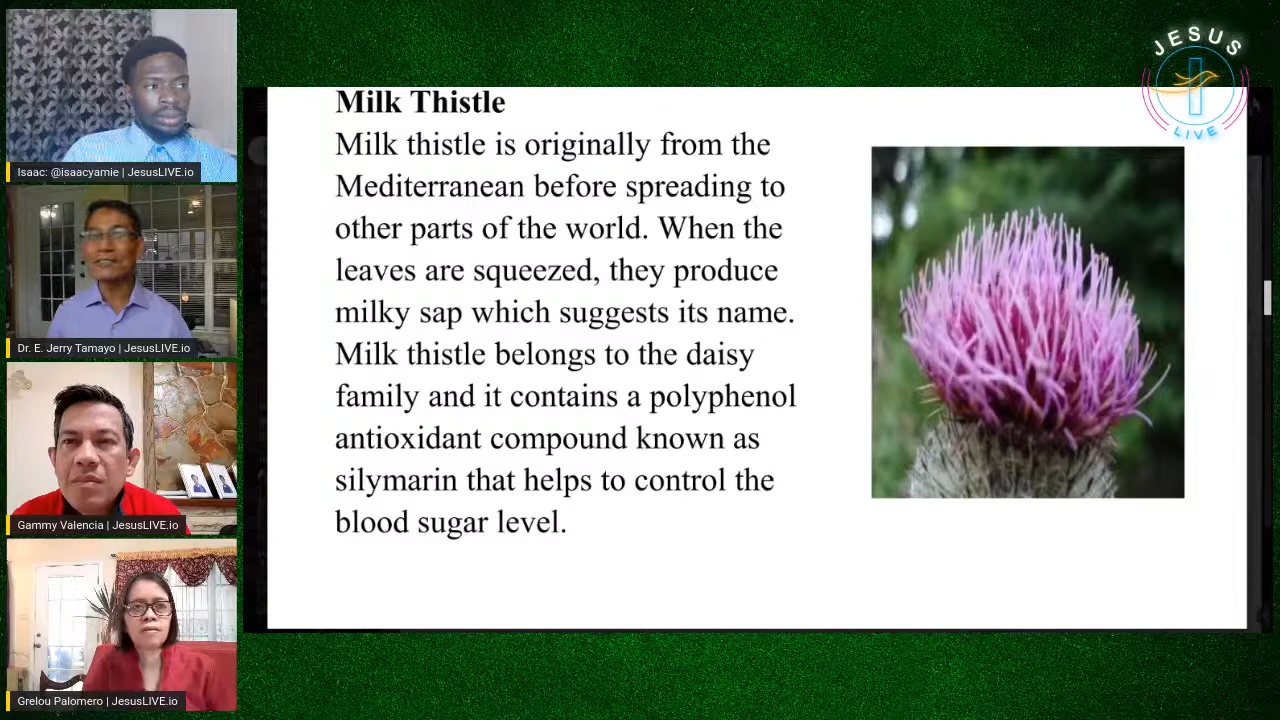 JESUS
LIVE
Isaac: @isaacyamie | JesusLIVE.io
Dr. E. Jerry Tamayo | JesusLIVE.io
Gammy Valencia | JesusLIVE.io
Grelou Palomero | JesusLIVE.io
Milk Thistle
Milk thistle is originally from the
Mediterranean before spreading to
other parts of the world. When the
leaves are squeezed, they produce
milky sap which suggests its name.
Milk thistle belongs to the daisy
family and it contains a polyphenol
antioxidant compound known as
silymarin that helps to control the
blood sugar level.